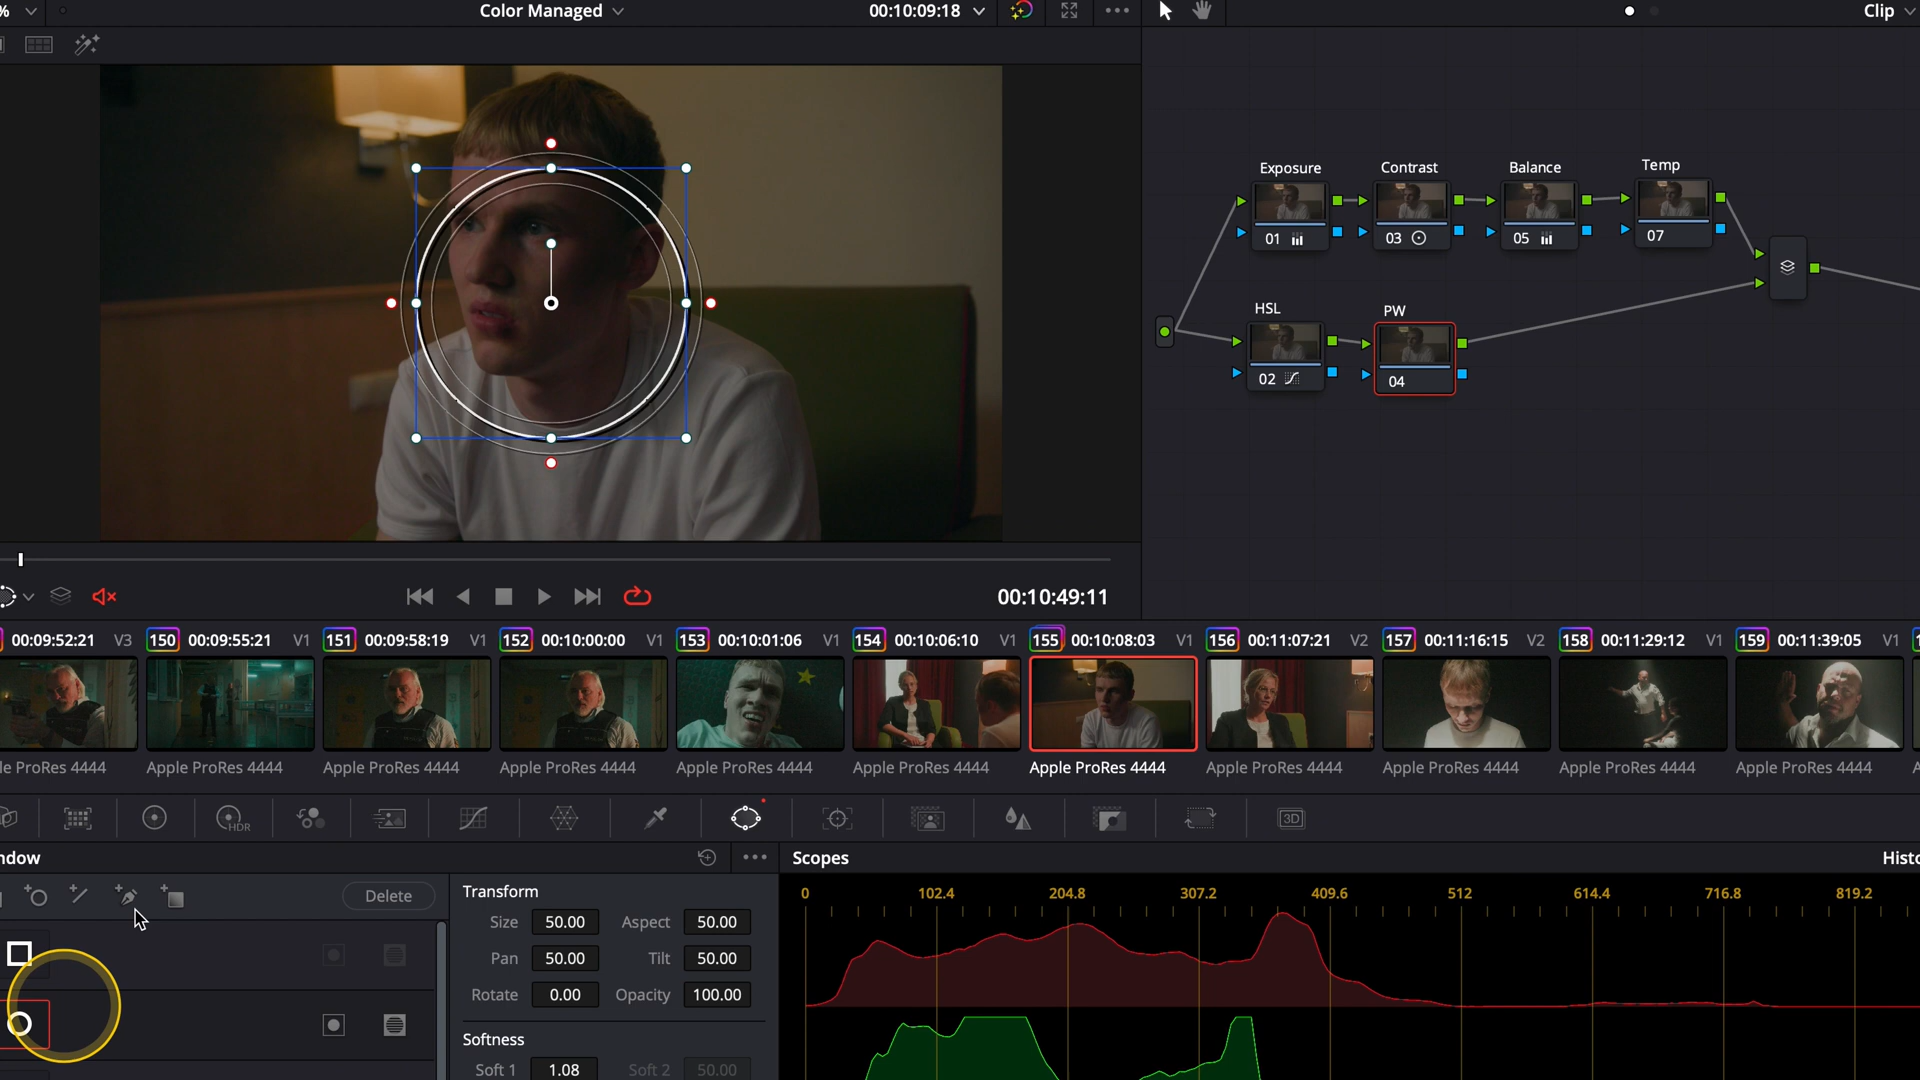 %
Color Managed
00:10:09:18
Clip
Exposure
Contrast
Balance
Temp
01
03
05
07
HSL
PW
02
04
00:10:49:11
00:09:52:21 V3
150 00:09:55:21 V1
151 00:09:58:19 V1
152 00:10:00:00 V1
153 00:10:01:06 V1
154 00:10:06:10 V1
155 00:10:08:03 V1
156 00:11:07:21 V2
157 00:11:16:15 V2
158 00:11:29:12 V1
159 00:11:39:05 V1
le ProRes 4444
Apple ProRes 4444
Apple ProRes 4444
Apple ProRes 4444
Apple ProRes 4444
Apple ProRes 4444
Apple ProRes 4444
Apple ProRes 4444
Apple ProRes 4444
Apple ProRes 4444
Apple ProRes 4444
HDR
3D
ndow
Scopes
Histo
Delete
Transform
Size 50.00 Aspect 50.00
Pan 50.00 Tilt 50.00
Rotate 0.00 Opacity 100.00
Softness
Soft 1 1.08 Soft 2 50.00
0 102.4 204.8 307.2 409.6 512 614.4 716.8 819.2